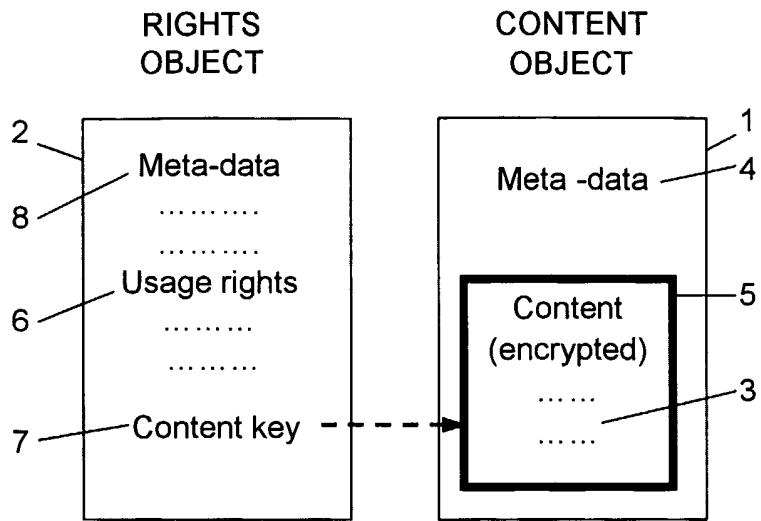 RIGHTS
OBJECT
CONTENT
OBJECT
2
8
6
7
Meta-data
……….
……….
Usage rights
………
………
Content key
1
4
5
3
Meta -data
Content
(encrypted)
……
……